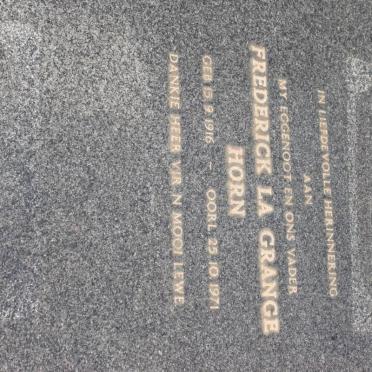 IN LIEFDEVOLLE HERINNERING
AAN
MY EGGENOOT EN ONS VADER
FREDERICK LA GRANGE
HORN
GEB. 15. 9. 1916 — OORL. 25. 10. 1971
DANKIE HEER VIR 'N MOOI LEWE